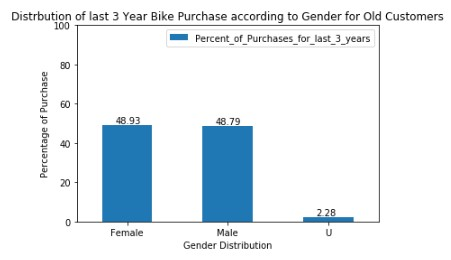 Distrbution of last 3 Year Bike Purchase according to Gender for Old Customers
100
Percent_of_Purchases_for_last_3_years
80
Percentage of Purchase
60
48.93
48.79
40
20
2.28
0
Female
Male
U
Gender Distribution